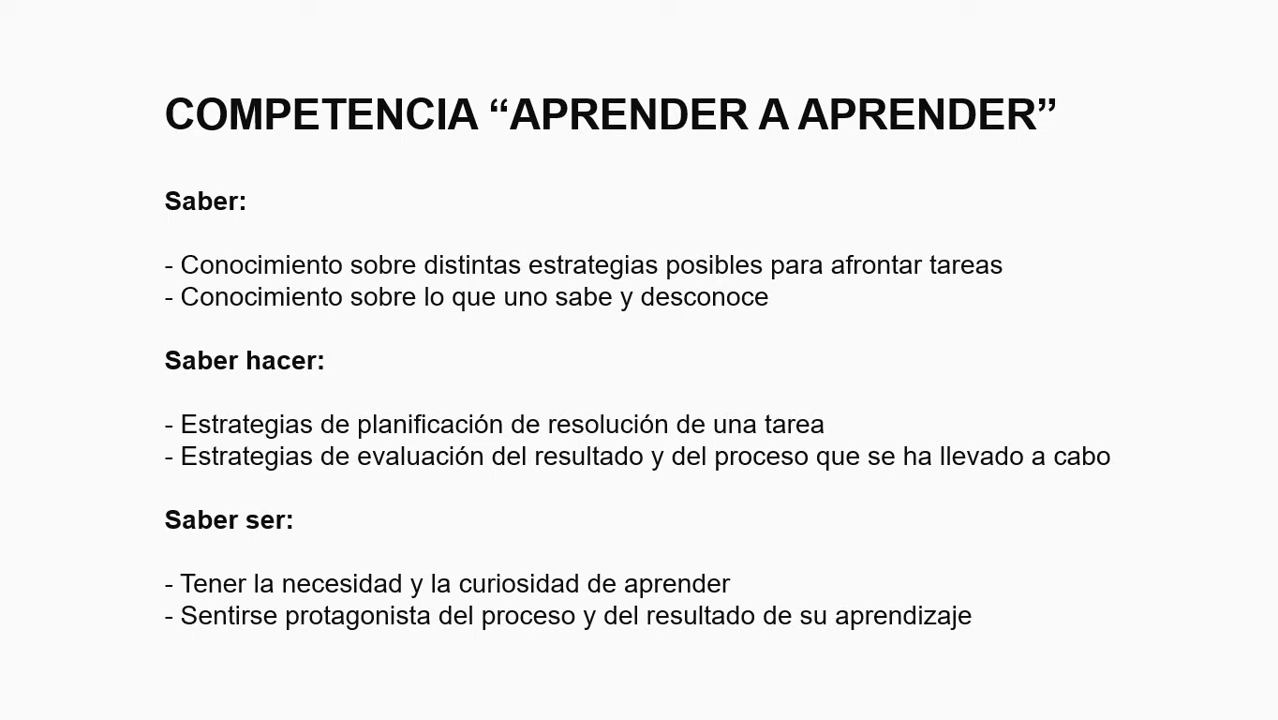 COMPETENCIA “APRENDER A APRENDER”
Saber:
- Conocimiento sobre distintas estrategias posibles para afrontar tareas
- Conocimiento sobre lo que uno sabe y desconoce
Saber hacer:
- Estrategias de planificación de resolución de una tarea
- Estrategias de evaluación del resultado y del proceso que se ha llevado a cabo
Saber ser:
- Tener la necesidad y la curiosidad de aprender
- Sentirse protagonista del proceso y del resultado de su aprendizaje